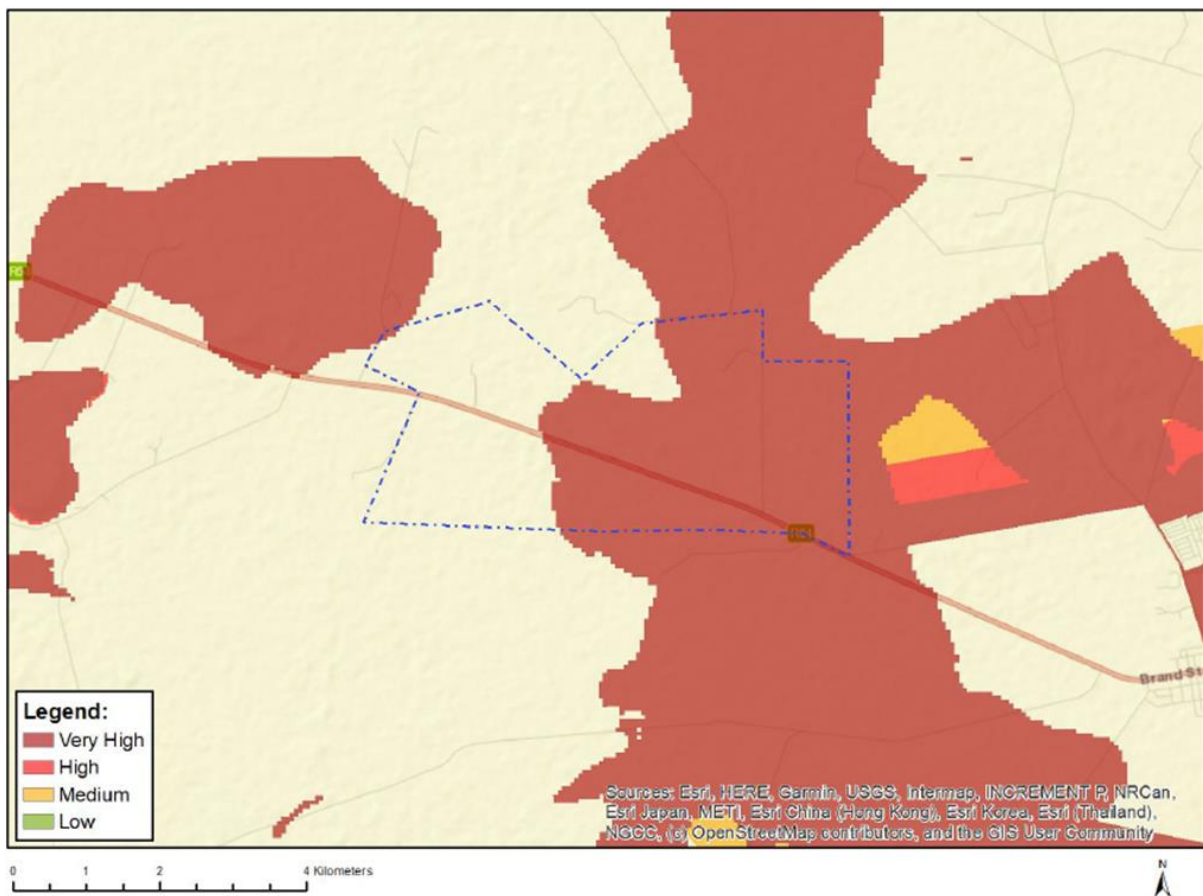 R51
Brand St
Legend:
Very High
High
Medium
Low
Sources: Esri, HERE, Garmin, USGS, Intermap, INCREMENT P, NRCan,
Esri Japan, METI, Esri China (Hong Kong), Esri Korea, Esri (Thailand),
NGCC, (c) OpenStreetMap contributors, and the GIS User Community
0 1 2 4 Kilometers
N